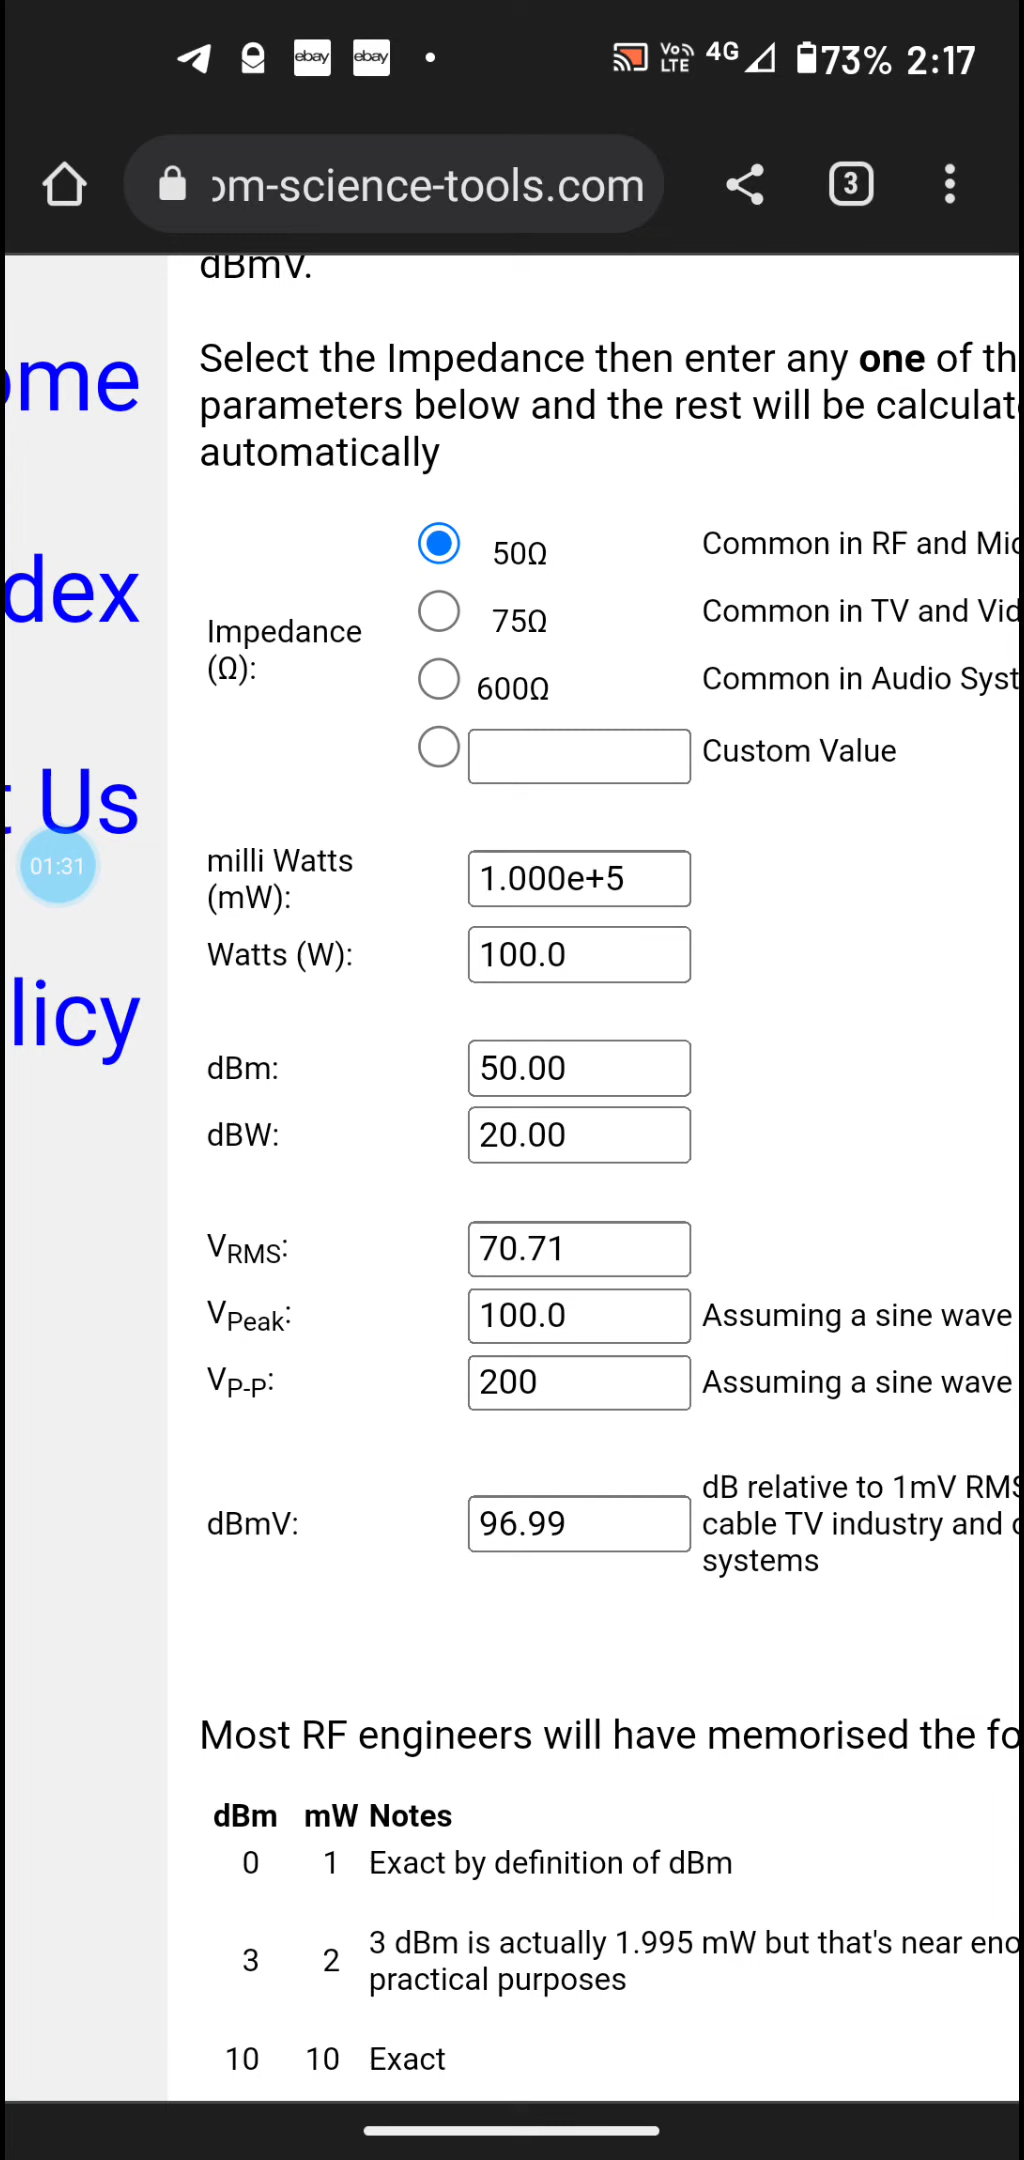 ebay ebay VoLTE 4G 73% 2:17
om-science-tools.com 3
dBmV.
ome
dex
t Us
licy
01:31
Select the Impedance then enter any one of th
parameters below and the rest will be calculate
automatically
Impedance
(Ω):
50Ω Common in RF and Mic
75Ω Common in TV and Vid
600Ω Common in Audio Syst
Custom Value
milli Watts
(mW): 1.000e+5
Watts (W): 100.0
dBm: 50.00
dBW: 20.00
VRMS: 70.71
VPeak: 100.0 Assuming a sine wave
VP-P: 200 Assuming a sine wave
dBmV: 96.99
dB relative to 1mV RMS
cable TV industry and o
systems
Most RF engineers will have memorised the fo
dBm mW Notes
0 1 Exact by definition of dBm
3 2 3 dBm is actually 1.995 mW but that's near eno
practical purposes
10 10 Exact